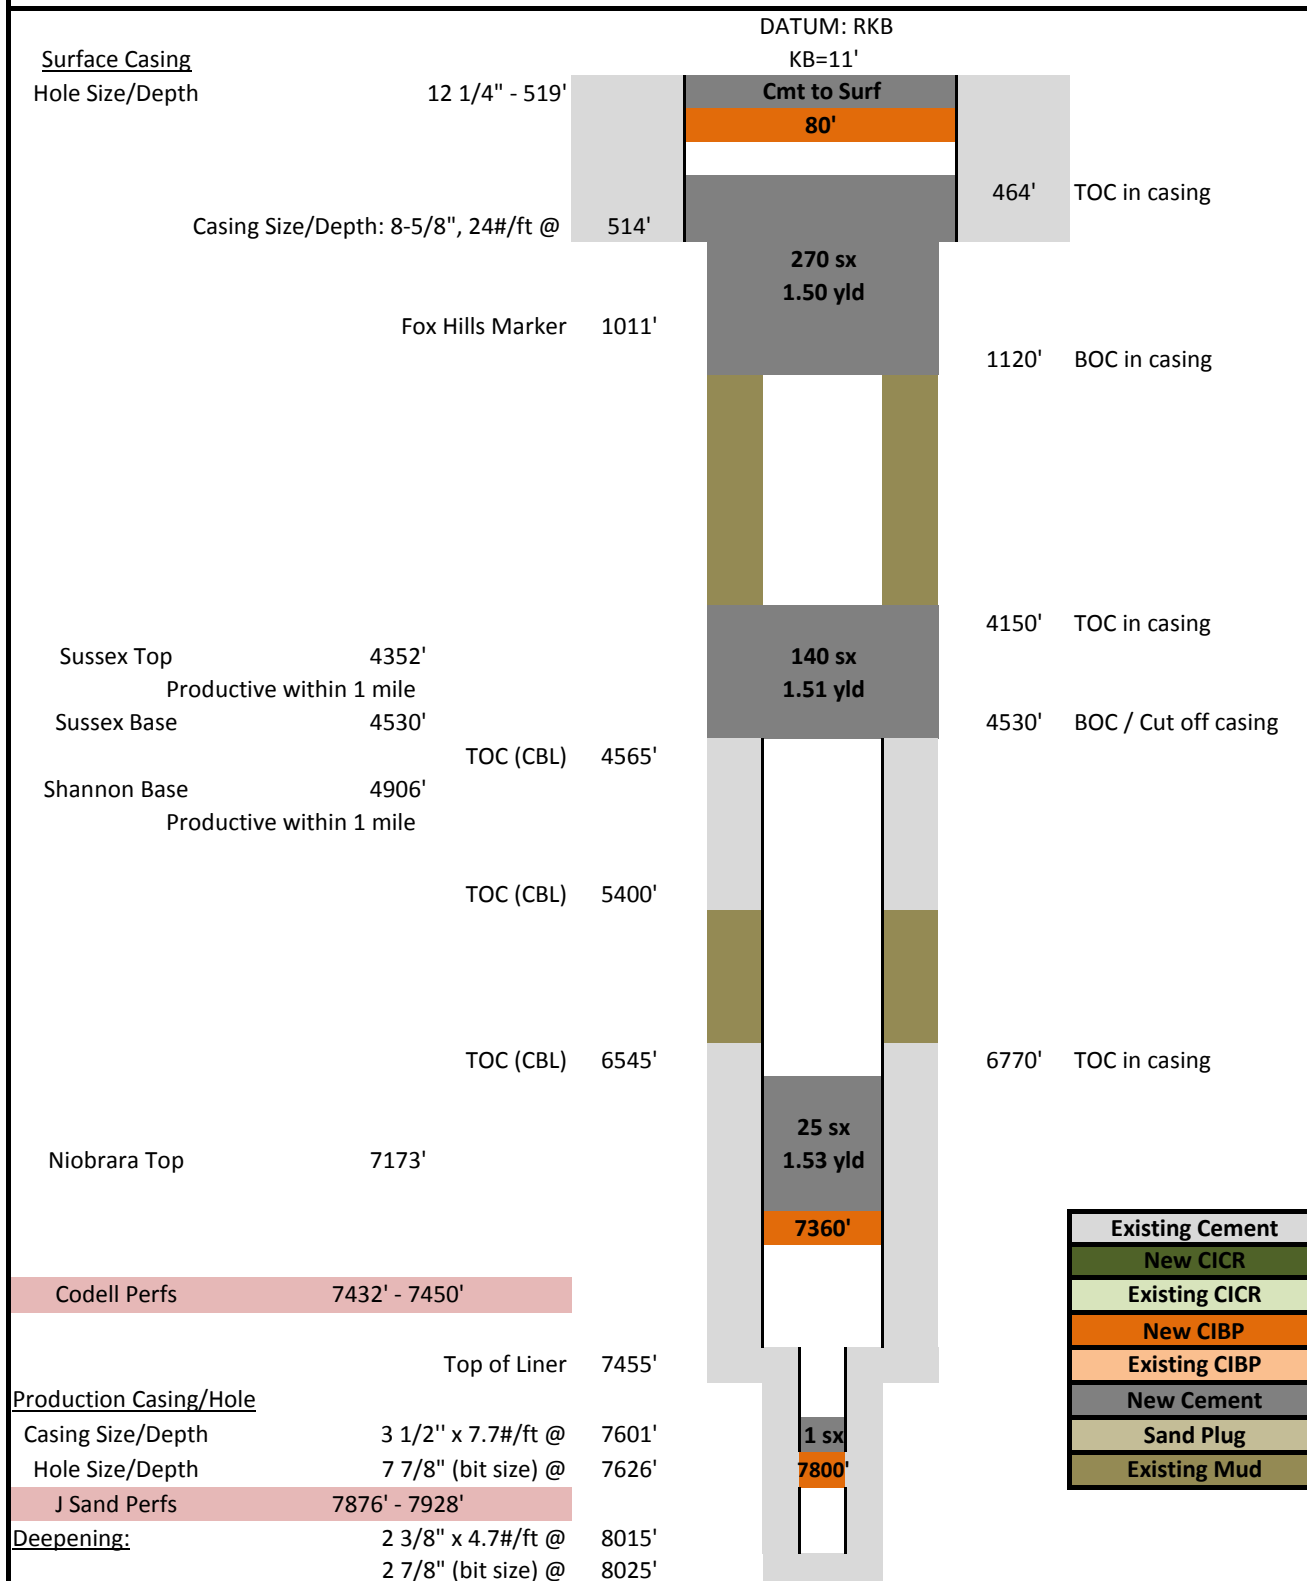 DATUM: RKB
Surface Casing KB=11'
Hole Size/Depth 12 1/4" - 519' Cmt to Surf
80'
464' TOC in casing
Casing Size/Depth: 8-5/8", 24#/ft @ 514'
270 sx
1.50 yld
Fox Hills Marker 1011'
1120' BOC in casing
4150' TOC in casing
Sussex Top 4352' 140 sx
Productive within 1 mile 1.51 yld
Sussex Base 4530' 4530' BOC / Cut off casing
TOC (CBL) 4565'
Shannon Base 4906'
Productive within 1 mile
TOC (CBL) 5400'
TOC (CBL) 6545' 6770' TOC in casing
25 sx
Niobrara Top 7173' 1.53 yld
7360' Existing Cement
New CICR
Codell Perfs 7432' - 7450' Existing CICR
New CIBP
Top of Liner 7455' Existing CIBP
Production Casing/Hole New Cement
Casing Size/Depth 3 1/2'' x 7.7#/ft @ 7601' 1 sx Sand Plug
Hole Size/Depth 7 7/8" (bit size) @ 7626' 7800' Existing Mud
J Sand Perfs 7876' - 7928'
Deepening: 2 3/8" x 4.7#/ft @ 8015'
2 7/8" (bit size) @ 8025'